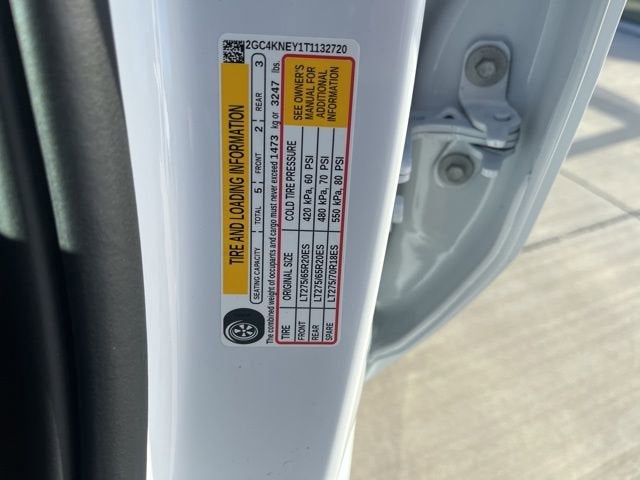 2GC4KNEY1T1132720
TIRE AND LOADING INFORMATION
SEATING CAPACITY TOTAL 5 FRONT 2 REAR 3
The combined weight of occupants and cargo must never exceed 1473 kg or 3247 lbs.
TIRE ORIGINAL SIZE COLD TIRE PRESSURE
FRONT LT275/65R20ES 420 kPa, 60 PSI
REAR LT275/65R20ES 480 kPa, 70 PSI
SPARE LT275/70R18ES 550 kPa, 80 PSI
SEE OWNER'S
MANUAL FOR
ADDITIONAL
INFORMATION